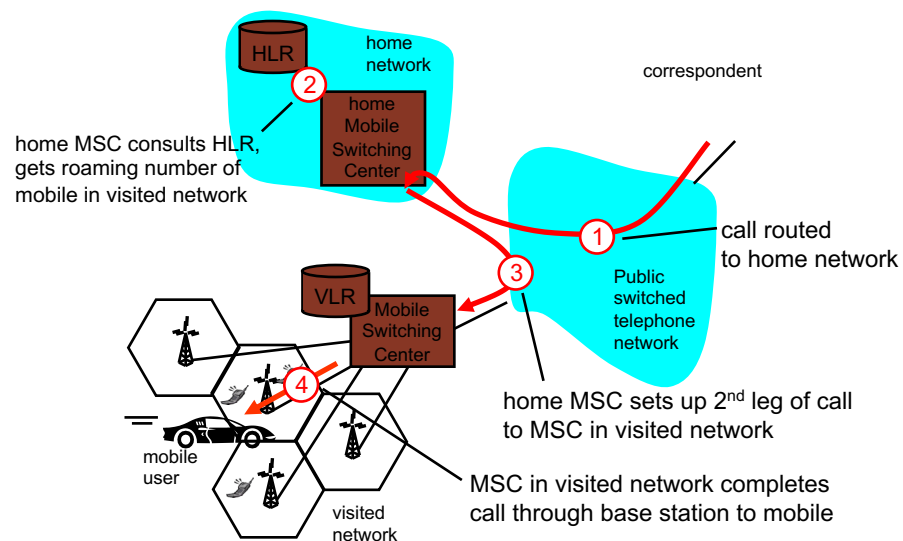 HLR
home
network
correspondent
2
home
Mobile
Switching
Center
home MSC consults HLR,
gets roaming number of
mobile in visited network
1
call routed
to home network
3
Public
switched
telephone
network
VLR
Mobile
Switching
Center
4
home MSC sets up 2nd leg of call
to MSC in visited network
mobile
user
MSC in visited network completes
call through base station to mobile
visited
network